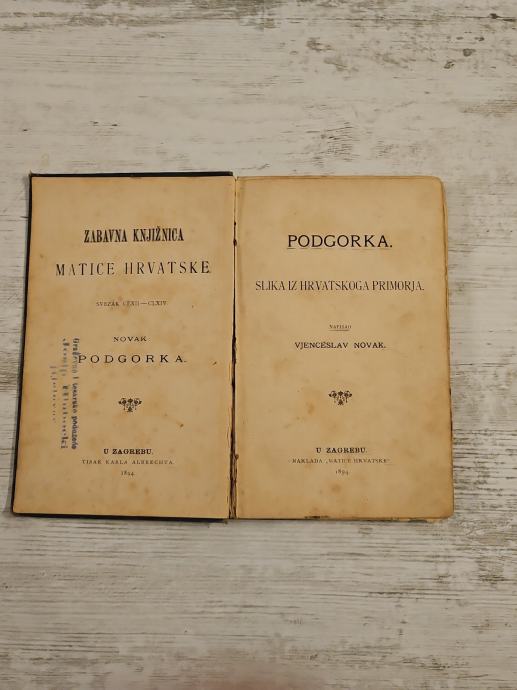 ZABAVNA KNJIŽNICA
MATICE HRVATSKE.
SVEZAK CLXII—CLXIV.
NOVAK
PODGORKA.
U ZAGREBU.
TISAK KARLA ALBRECHTA.
1894.
PODGORKA.
SLIKA IZ HRVATSKOGA PRIMORJA.
NAPISAO
VJENCESLAV NOVAK.
U ZAGREBU.
NAKLADA „MATICE HRVATSKE“
1894.